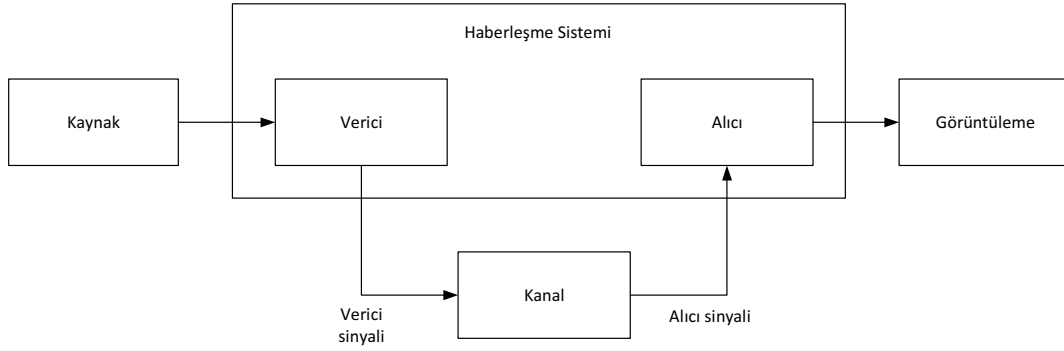 Haberleşme Sistemi
Kaynak
Verici
Alıcı
Görüntüleme
Kanal
Verici
sinyali
Alıcı sinyali